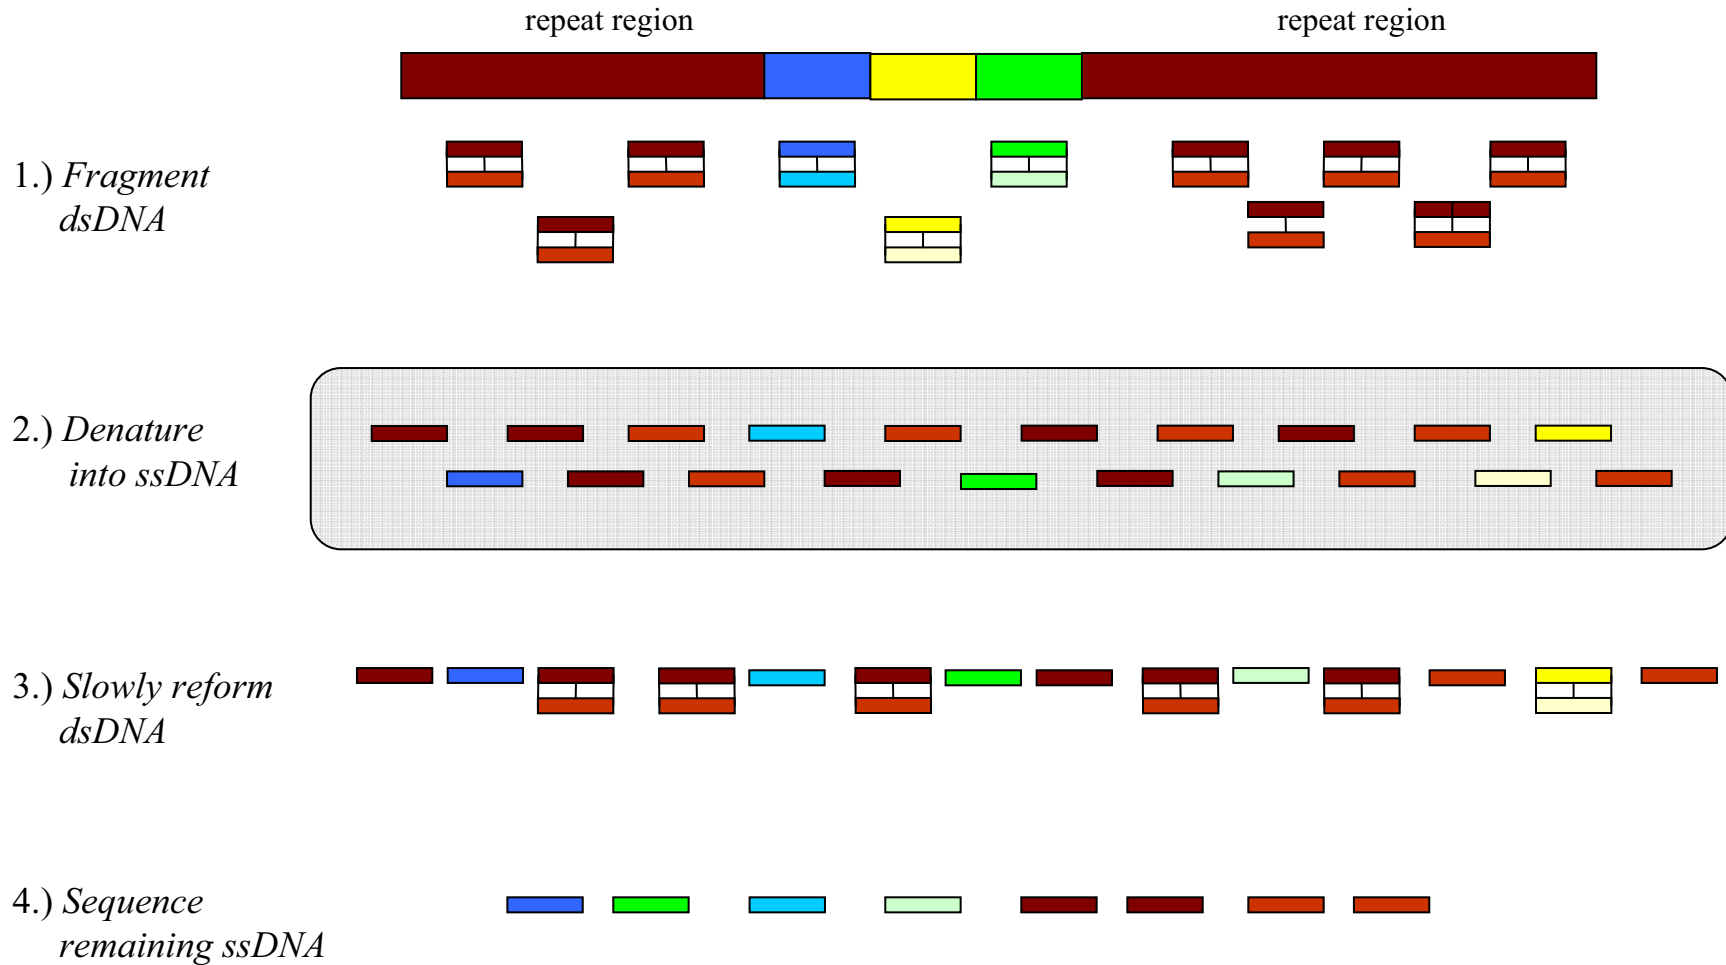 repeat region
repeat region
1.) Fragment
dsDNA
2.) Denature
into ssDNA
3.) Slowly reform
dsDNA
4.) Sequence
remaining ssDNA